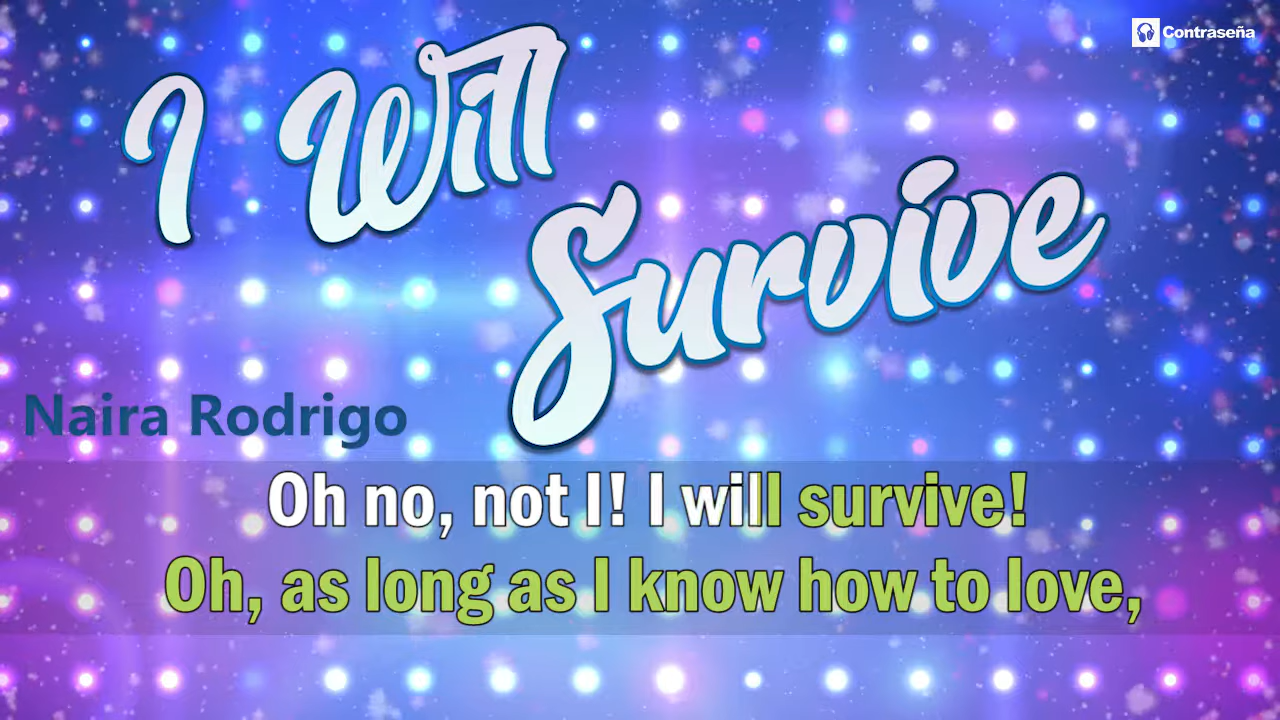 Contraseña
I Will
Survive
Naira Rodrigo
Oh no, not I! I will survive!
Oh, as long as I know how to love,